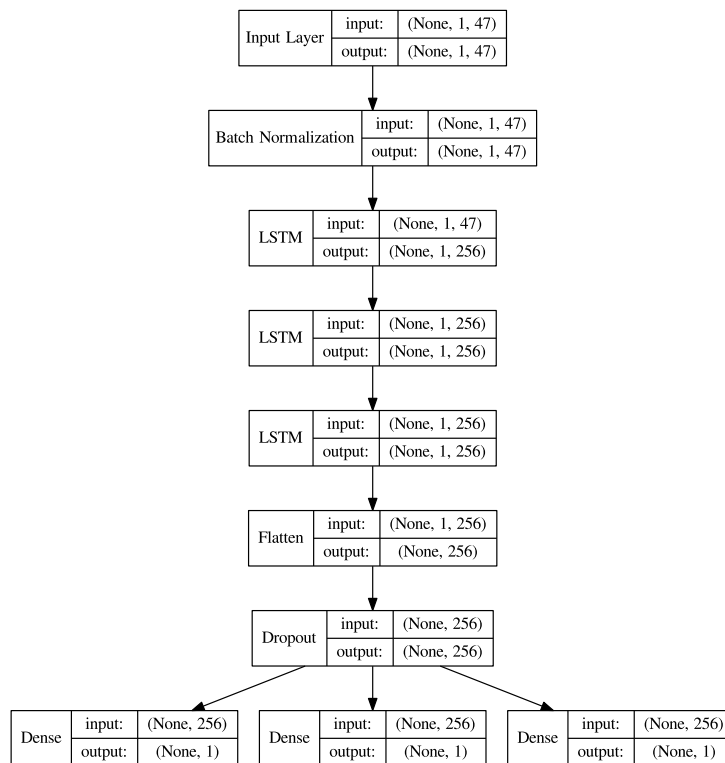 Input Layer
input: (None, 1, 47)
output: (None, 1, 47)
Batch Normalization
input: (None, 1, 47)
output: (None, 1, 47)
LSTM
input: (None, 1, 47)
output: (None, 1, 256)
LSTM
input: (None, 1, 256)
output: (None, 1, 256)
LSTM
input: (None, 1, 256)
output: (None, 1, 256)
Flatten
input: (None, 1, 256)
output: (None, 256)
Dropout
input: (None, 256)
output: (None, 256)
Dense
input: (None, 256)
output: (None, 1)
Dense
input: (None, 256)
output: (None, 1)
Dense
input: (None, 256)
output: (None, 1)